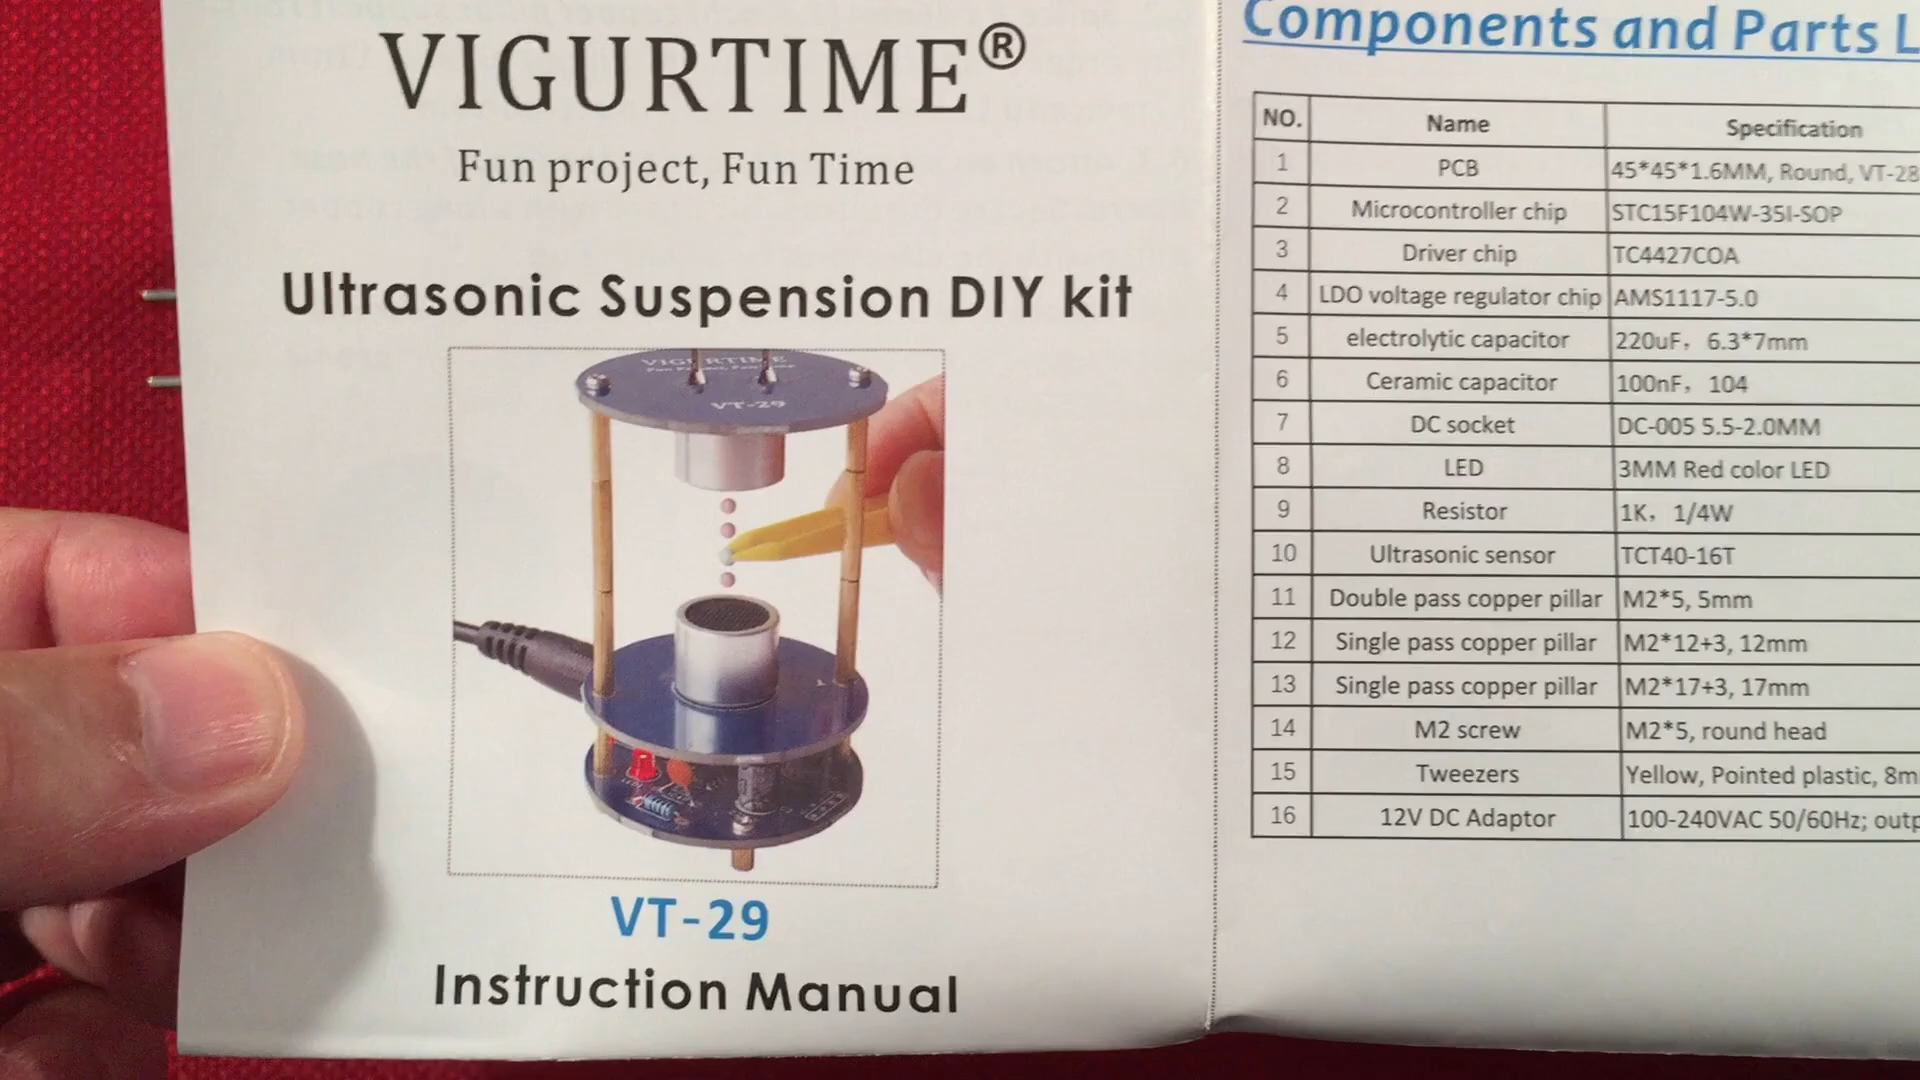 VIGURTIME®
Fun project, Fun Time
Ultrasonic Suspension DIY kit
VIGURTIME
VT-29
VT-29
Instruction Manual
Components and Parts L
NO. Name Specification
1 PCB 45*45*1.6MM, Round, VT-28
2 Microcontroller chip STC15F104W-35I-SOP
3 Driver chip TC4427COA
4 LDO voltage regulator chip AMS1117-5.0
5 electrolytic capacitor 220uF, 6.3*7mm
6 Ceramic capacitor 100nF, 104
7 DC socket DC-005 5.5-2.0MM
8 LED 3MM Red color LED
9 Resistor 1K, 1/4W
10 Ultrasonic sensor TCT40-16T
11 Double pass copper pillar M2*5, 5mm
12 Single pass copper pillar M2*12+3, 12mm
13 Single pass copper pillar M2*17+3, 17mm
14 M2 screw M2*5, round head
15 Tweezers Yellow, Pointed plastic, 8m
16 12V DC Adaptor 100-240VAC 50/60Hz; outp